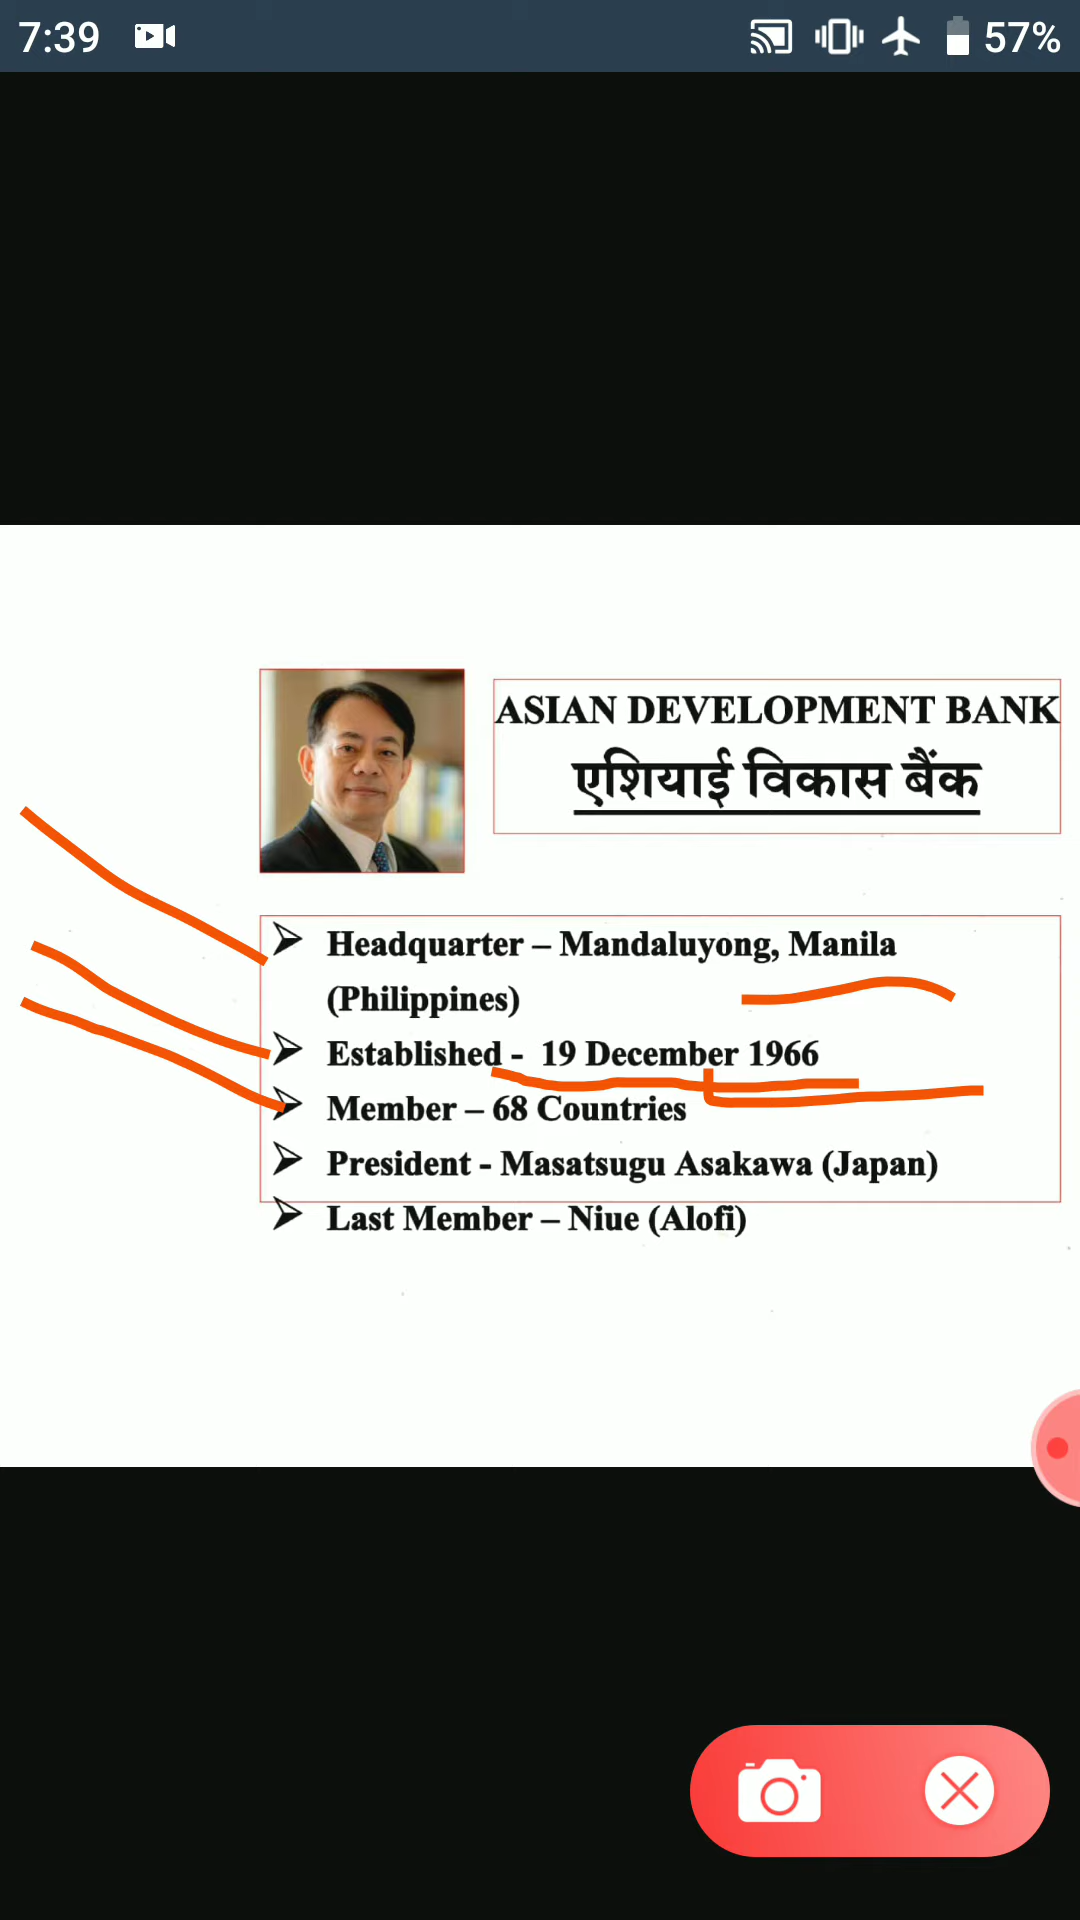 7:39
57%
ASIAN DEVELOPMENT BANK
एशियाई विकास बैंक
➢ Headquarter – Mandaluyong, Manila
(Philippines)
➢ Established - 19 December 1966
➢ Member – 68 Countries
➢ President - Masatsugu Asakawa (Japan)
➢ Last Member – Niue (Alofi)